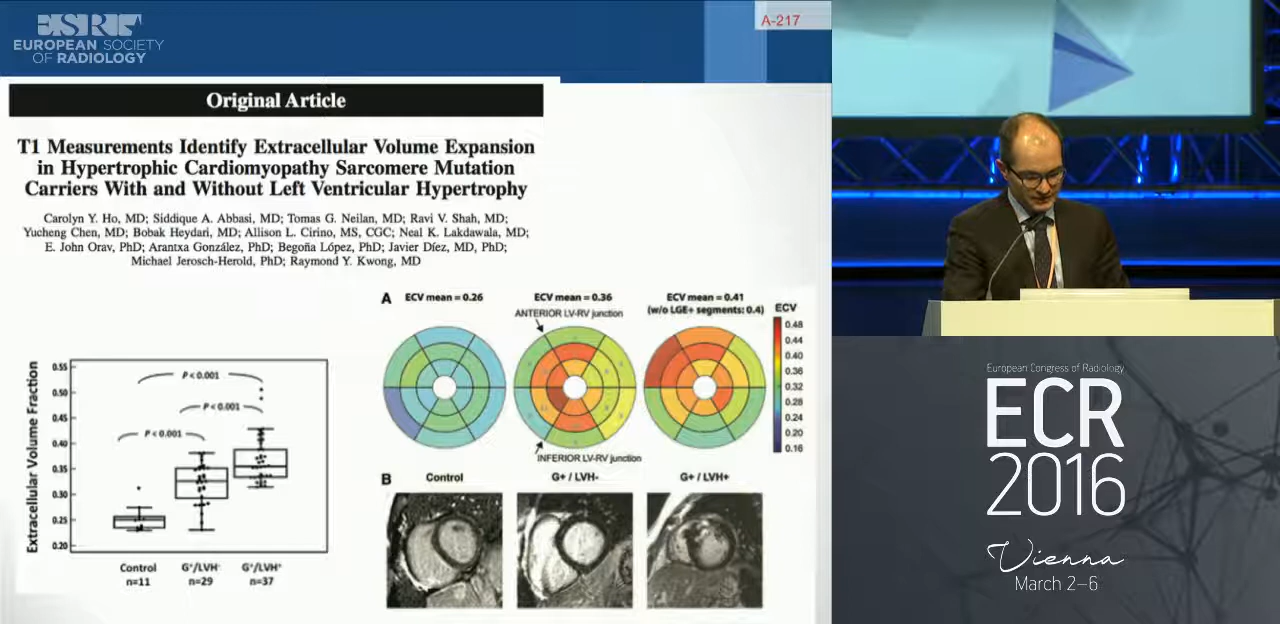 ESR
EUROPEAN SOCIETY
OF RADIOLOGY
A-217
Original Article
T1 Measurements Identify Extracellular Volume Expansion
in Hypertrophic Cardiomyopathy Sarcomere Mutation
Carriers With and Without Left Ventricular Hypertrophy
Carolyn Y. Ho, MD; Siddique A. Abbasi, MD; Tomas G. Neilan, MD; Ravi V. Shah, MD;
Yucheng Chen, MD; Bobak Heydari, MD; Allison L. Cirino, MS, CGC; Neal K. Lakdawala, MD;
E. John Orav, PhD; Arantxa González, PhD; Begoña López, PhD; Javier Díez, MD, PhD;
Michael Jerosch-Herold, PhD; Raymond Y. Kwong, MD
A
ECV mean = 0.26
ECV mean = 0.36
ECV mean = 0.41
(w/o LGE+ segments: 0.4)
ECV
ANTERIOR LV-RV junction
INFERIOR LV-RV junction
0.48
0.44
0.40
0.36
0.32
0.28
0.24
0.20
0.16
Extracellular Volume Fraction
0.55
0.50
0.45
0.40
0.35
0.30
0.25
0.20
P < 0.001
P < 0.001
P < 0.001
Control
n=11
G⁺/LVH⁻
n=29
G⁺/LVH⁺
n=37
B
Control
G+ / LVH-
G+ / LVH+
European Congress of Radiology
ECR
2016
Vienna
March 2–6